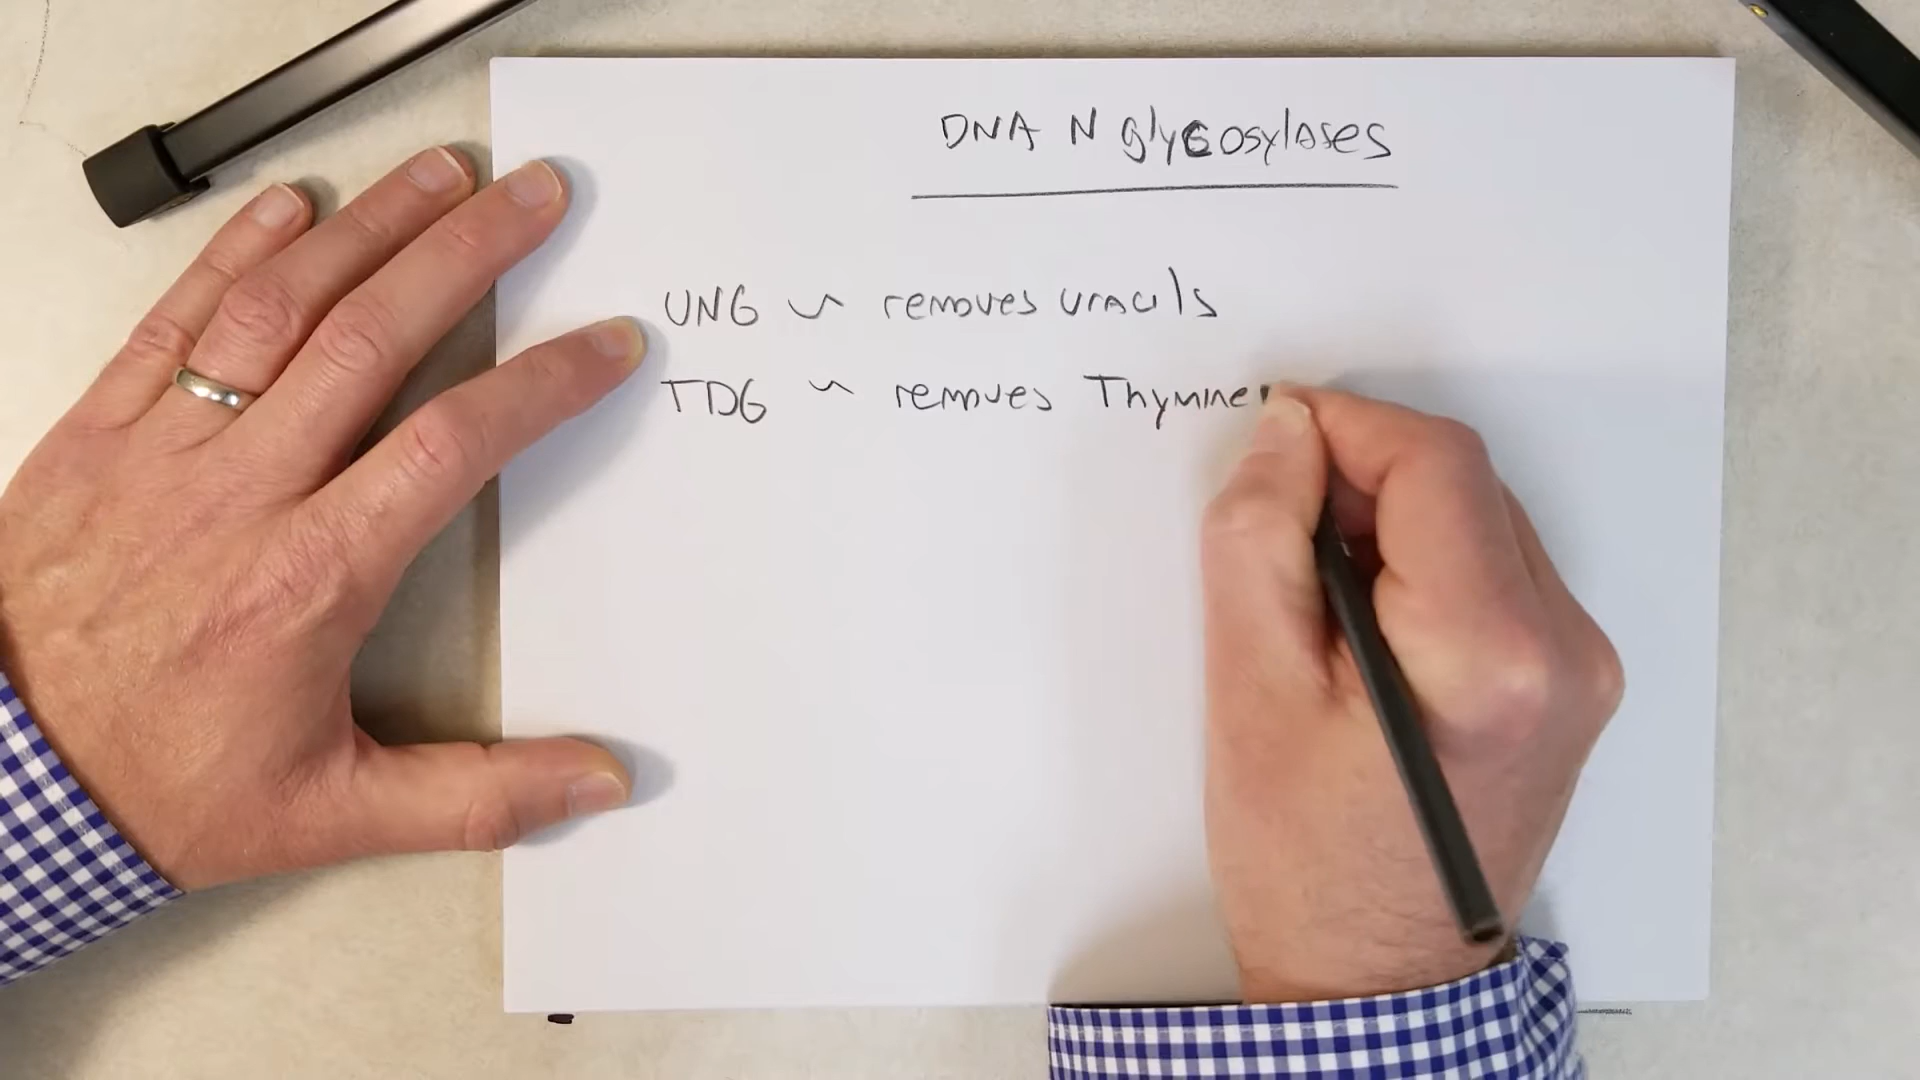 DNA N glycosylases
UNG ~ removes uracils
TDG ~ removes Thymine